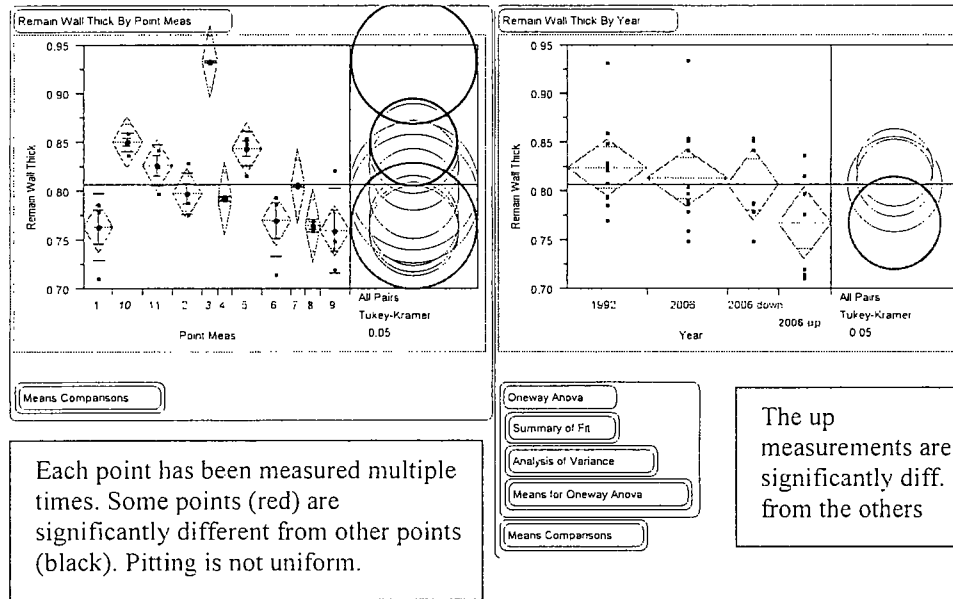 Remain Wall Thick By Point Meas
0.95
0.90
0.85
0.80
0.75
0.70
Remain Wall Thick
1 10 11 2 3 4 5 6 7 8 9
Point Meas
All Pairs
Tukey-Kramer
0.05
Means Comparisons
Each point has been measured multiple
times. Some points (red) are
significantly different from other points
(black). Pitting is not uniform.
Remain Wall Thick By Year
0.95
0.90
0.85
0.80
0.75
0.70
Remain Wall Thick
1992 2006 2006 down 2006 up
Year
All Pairs
Tukey-Kramer
0.05
Oneway Anova
Summary of Fit
Analysis of Variance
Means for Oneway Anova
Means Comparisons
The up
measurements are
significantly diff.
from the others